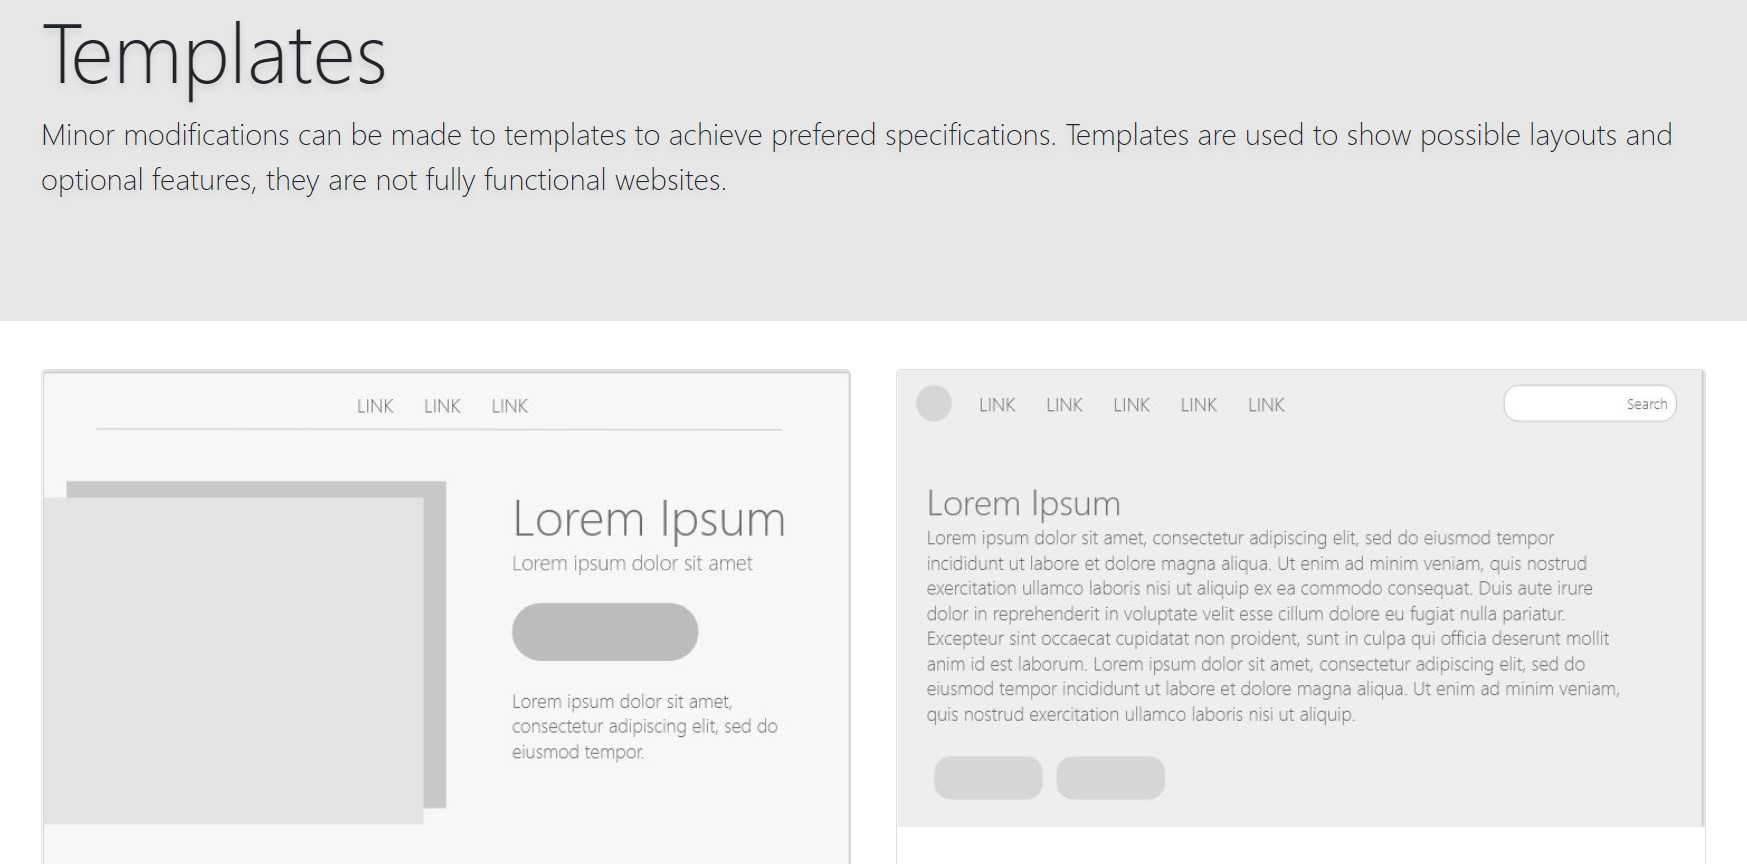 Templates
Minor modifications can be made to templates to achieve prefered specifications. Templates are used to show possible layouts and
optional features, they are not fully functional websites.
LINK LINK LINK
Lorem Ipsum
Lorem ipsum dolor sit amet
Lorem ipsum dolor sit amet,
consectetur adipiscing elit, sed do
eiusmod tempor.
LINK LINK LINK LINK LINK Search
Lorem Ipsum
Lorem ipsum dolor sit amet, consectetur adipiscing elit, sed do eiusmod tempor
incididunt ut labore et dolore magna aliqua. Ut enim ad minim veniam, quis nostrud
exercitation ullamco laboris nisi ut aliquip ex ea commodo consequat. Duis aute irure
dolor in reprehenderit in voluptate velit esse cillum dolore eu fugiat nulla pariatur.
Excepteur sint occaecat cupidatat non proident, sunt in culpa qui officia deserunt mollit
anim id est laborum. Lorem ipsum dolor sit amet, consectetur adipiscing elit, sed do
eiusmod tempor incididunt ut labore et dolore magna aliqua. Ut enim ad minim veniam,
quis nostrud exercitation ullamco laboris nisi ut aliquip.